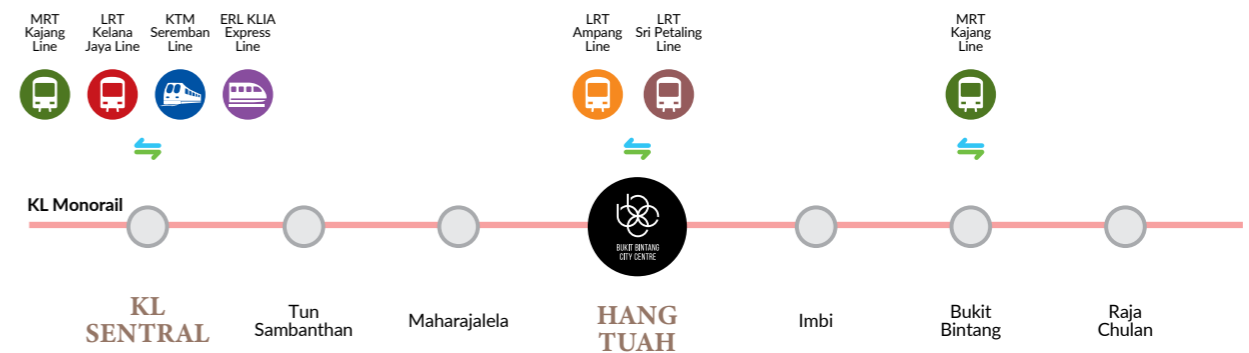 MRT
Kajang
Line
LRT
Kelana
Jaya Line
KTM
Seremban
Line
ERL KLIA
Express
Line
LRT
Ampang
Line
LRT
Sri Petaling
Line
MRT
Kajang
Line
KL Monorail
BUKIT BINTANG
CITY CENTRE
KL
SENTRAL
Tun
Sambanthan
Maharajalela
HANG
TUAH
Imbi
Bukit
Bintang
Raja
Chulan